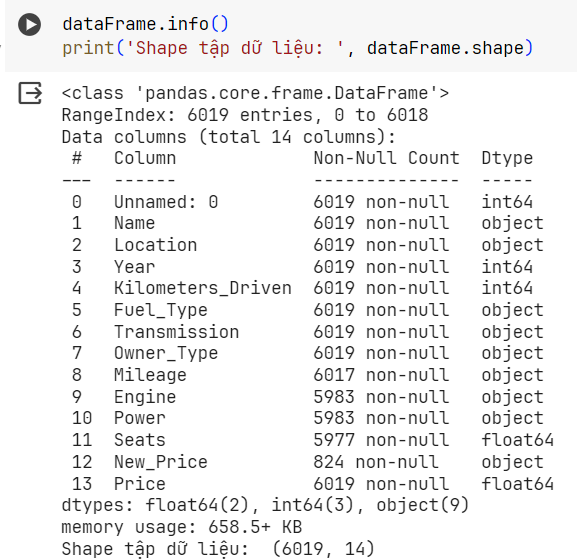 dataFrame.info()
print('Shape tập dữ liệu: ', dataFrame.shape)
<class 'pandas.core.frame.DataFrame'>
RangeIndex: 6019 entries, 0 to 6018
Data columns (total 14 columns):
 #   Column             Non-Null Count  Dtype
---  ------             --------------  -----
 0   Unnamed: 0         6019 non-null   int64
 1   Name               6019 non-null   object
 2   Location           6019 non-null   object
 3   Year               6019 non-null   int64
 4   Kilometers_Driven  6019 non-null   int64
 5   Fuel_Type          6019 non-null   object
 6   Transmission       6019 non-null   object
 7   Owner_Type         6019 non-null   object
 8   Mileage            6017 non-null   object
 9   Engine             5983 non-null   object
 10  Power              5983 non-null   object
 11  Seats              5977 non-null   float64
 12  New_Price          824 non-null    object
 13  Price              6019 non-null   float64
dtypes: float64(2), int64(3), object(9)
memory usage: 658.5+ KB
Shape tập dữ liệu:  (6019, 14)